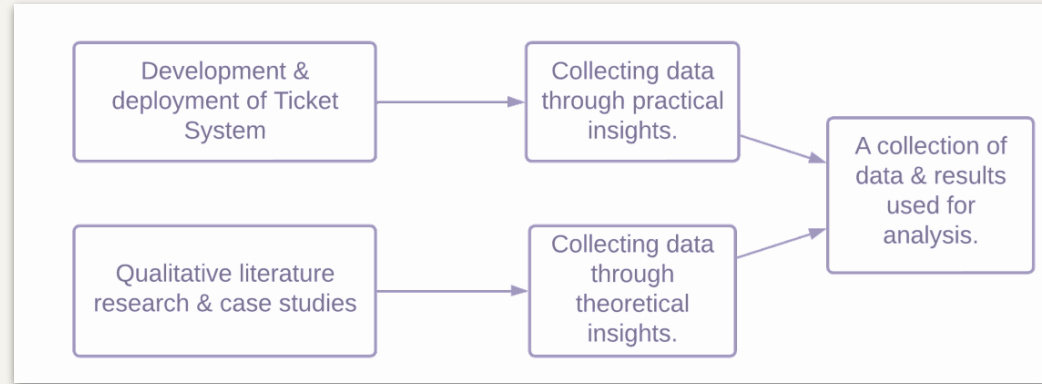 Development &
deployment of Ticket
System
Collecting data
through practical
insights.
A collection of
data & results
used for
analysis.
Qualitative literature
research & case studies
Collecting data
through
theoretical
insights.